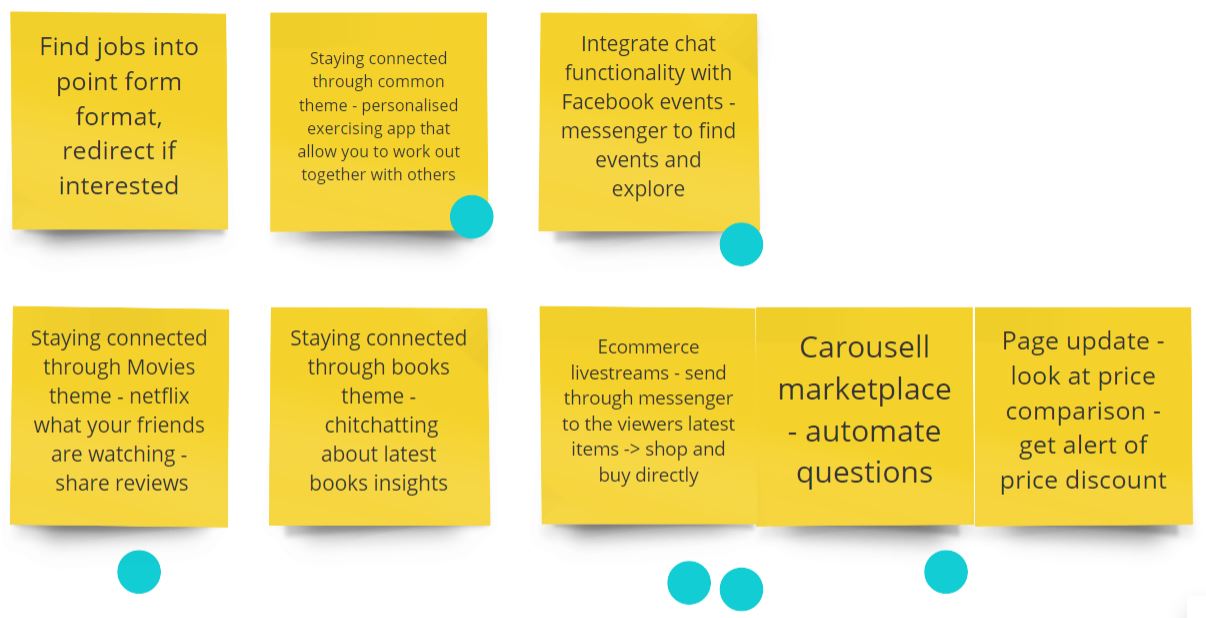 Find jobs into
point form
format,
redirect if
interested
Staying connected
through common
theme - personalised
exercising app that
allow you to work out
together with others
Integrate chat
functionality with
Facebook events -
messenger to find
events and
explore
Staying connected
through Movies
theme - netflix
what your friends
are watching -
share reviews
Staying connected
through books
theme -
chitchatting
about latest
books insights
Ecommerce
livestreams - send
through messenger
to the viewers latest
items -> shop and
buy directly
Carousell
marketplace
- automate
questions
Page update -
look at price
comparison -
get alert of
price discount